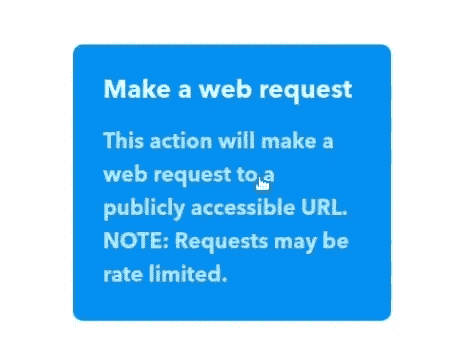 Make a web request
This action will make a
web request to a
publicly accessible URL.
NOTE: Requests may be
rate limited.